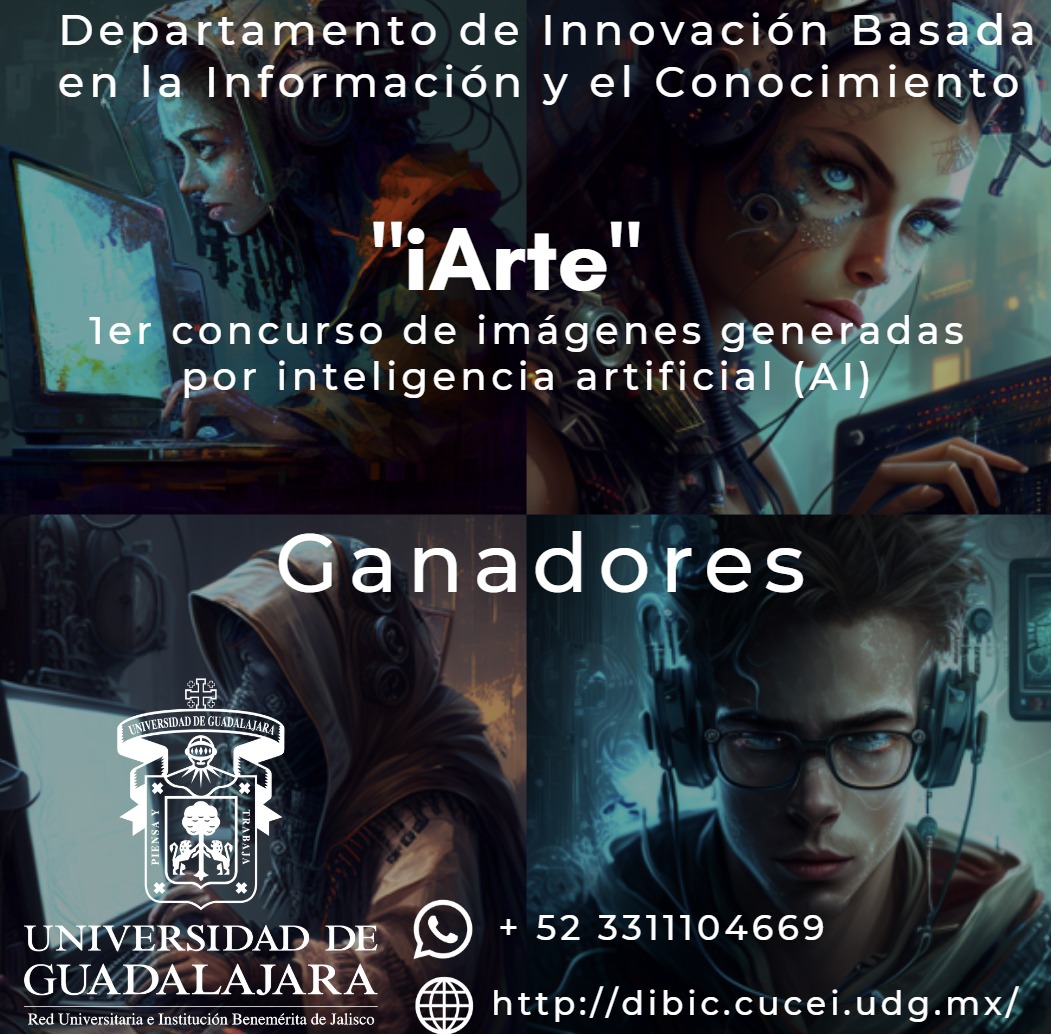 Departamento de Innovación Basada
en la Información y el Conocimiento
"iArte"
1er concurso de imágenes generadas
por inteligencia artificial (AI)
Ganadores
UNIVERSIDAD DE GUADALAJARA
PIENSA Y
TRABAJA
UNIVERSIDAD DE
GUADALAJARA
Red Universitaria e Institución Benemérita de Jalisco
+ 52 3311104669
http://dibic.cucei.udg.mx/